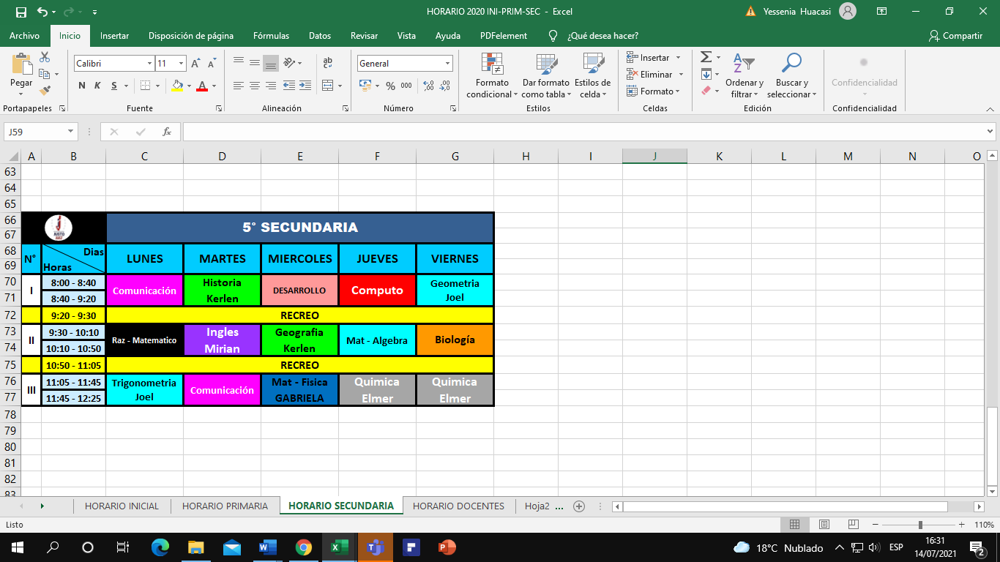 HORARIO 2020 INI-PRIM-SEC - Excel
Yessenia Huacasi
Archivo Inicio Insertar Disposición de página Fórmulas Datos Revisar Vista Ayuda PDFelement ¿Qué desea hacer? Compartir
Pegar
Portapapeles
Calibri 11
N K S
Fuente
ab
Alineación
General
% 000
Número
Formato condicional
Dar formato como tabla
Estilos de celda
Estilos
Insertar
Eliminar
Formato
Celdas
Ordenar y filtrar
Buscar y seleccionar
Edición
Confidencialidad
Confidencialidad
J59 fx
A B C D E F G H I J K L M N O
63
64
65
66
67
68
69
70
71
72
73
74
75
76
77
78
79
80
81
82
83
5° SECUNDARIA
N° Dias Horas LUNES MARTES MIERCOLES JUEVES VIERNES
I 8:00 - 8:40
8:40 - 9:20
Comunicación
Historia Kerlen
DESARROLLO
Computo
Geometria Joel
9:20 - 9:30 RECREO
II 9:30 - 10:10
10:10 - 10:50
Raz - Matematico
Ingles Mirian
Geografia Kerlen
Mat - Algebra
Biología
10:50 - 11:05 RECREO
III 11:05 - 11:45
11:45 - 12:25
Trigonometria Joel
Comunicación
Mat - Fisica GABRIELA
Quimica Elmer
Quimica Elmer
HORARIO INICIAL HORARIO PRIMARIA HORARIO SECUNDARIA HORARIO DOCENTES Hoja2 ...
Listo
110%
18°C Nublado
ESP
16:31
14/07/2021
2